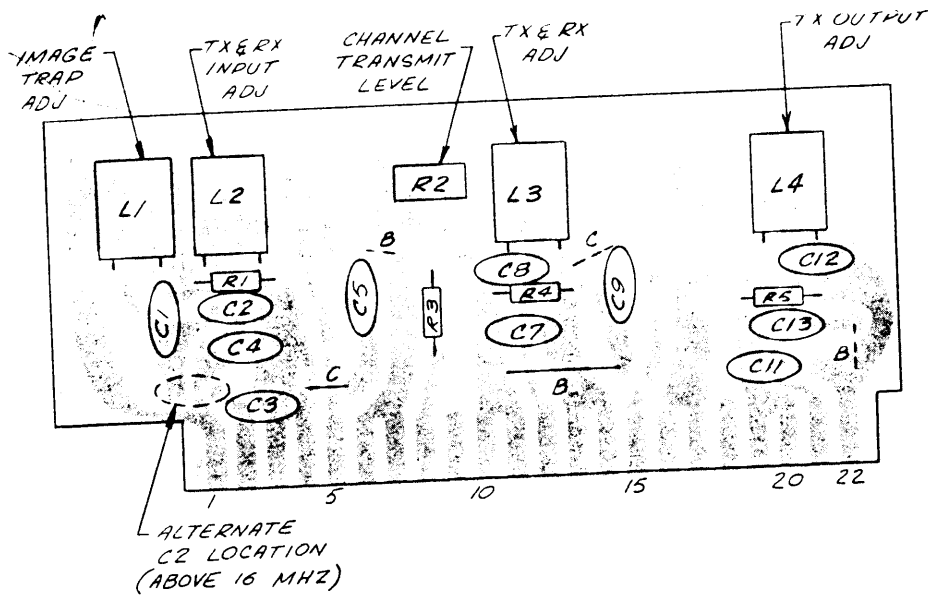 IMAGE
TRAP
ADJ
TX & RX
INPUT
ADJ
CHANNEL
TRANSMIT
LEVEL
TX & RX
ADJ
TX OUTPUT
ADJ
L1
L2
R2
L3
L4
B
C
C12
R1
C8
C1
C2
C5
R3
R4
C9
R5
C7
C13
C4
B
C11
C
B
C3
1
5
10
15
20
22
ALTERNATE
C2 LOCATION
(ABOVE 16 MHZ)